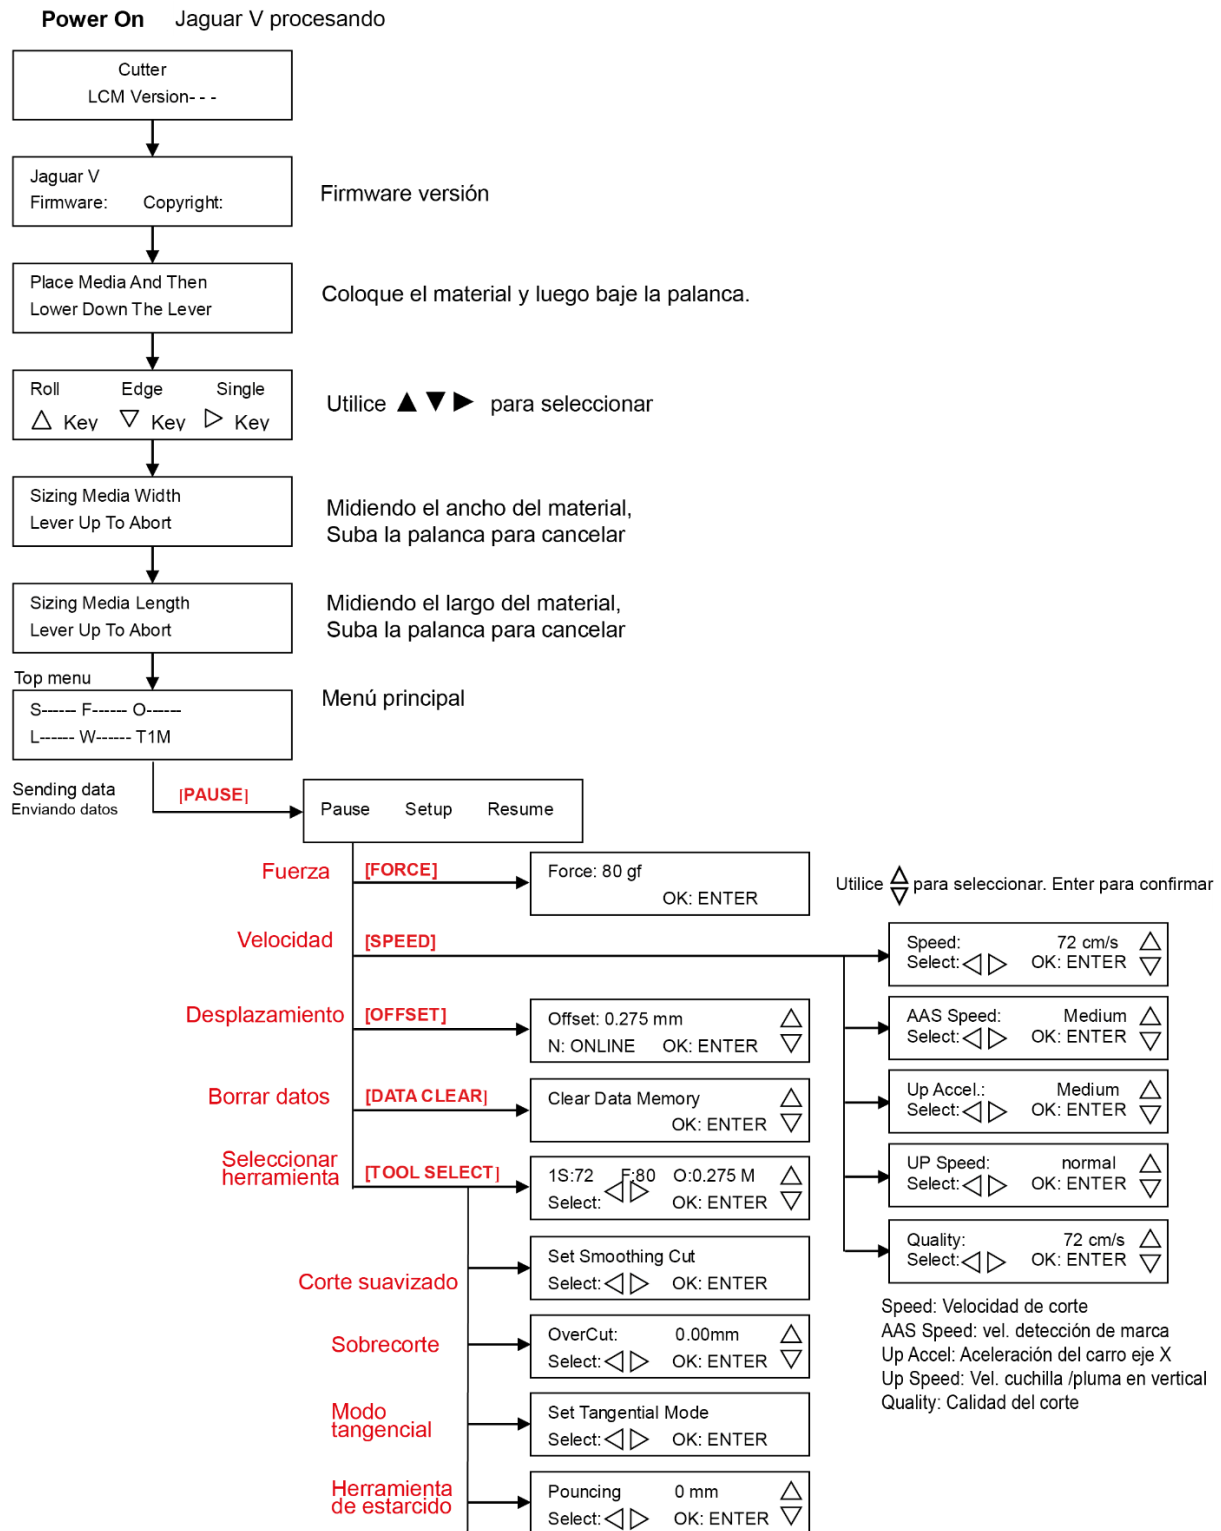 Power On Jaguar V procesando
Cutter
LCM Version- - -
Jaguar V
Firmware: Copyright:
Firmware versión
Place Media And Then
Lower Down The Lever
Coloque el material y luego baje la palanca.
Roll Edge Single
△ Key ▽ Key ▷ Key
Utilice ▲ ▼ ▶ para seleccionar
Sizing Media Width
Lever Up To Abort
Midiendo el ancho del material,
Suba la palanca para cancelar
Sizing Media Length
Lever Up To Abort
Midiendo el largo del material,
Suba la palanca para cancelar
Top menu
S------ F------ O------
L------ W------ T1M
Menú principal
Sending data
Enviando datos
[PAUSE]
Pause Setup Resume
Fuerza [FORCE]
Force: 80 gf
OK: ENTER
Utilice △▽ para seleccionar. Enter para confirmar
Velocidad [SPEED]
Speed: 72 cm/s △
Select: ◁ ▷ OK: ENTER ▽
AAS Speed: Medium △
Select: ◁ ▷ OK: ENTER ▽
Up Accel.: Medium △
Select: ◁ ▷ OK: ENTER ▽
UP Speed: normal △
Select: ◁ ▷ OK: ENTER ▽
Quality: 72 cm/s △
Select: ◁ ▷ OK: ENTER ▽
Speed: Velocidad de corte
AAS Speed: vel. detección de marca
Up Accel: Aceleración del carro eje X
Up Speed: Vel. cuchilla /pluma en vertical
Quality: Calidad del corte
Desplazamiento [OFFSET]
Offset: 0.275 mm △
N: ONLINE OK: ENTER ▽
Borrar datos [DATA CLEAR]
Clear Data Memory △
OK: ENTER ▽
Seleccionar
herramienta [TOOL SELECT]
1S:72 F:80 O:0.275 M △
Select: ◁ ▷ OK: ENTER ▽
Corte suavizado
Set Smoothing Cut
Select: ◁ ▷ OK: ENTER
Sobrecorte
OverCut: 0.00mm △
Select: ◁ ▷ OK: ENTER ▽
Modo
tangencial
Set Tangential Mode
Select: ◁ ▷ OK: ENTER
Herramienta
de estarcido
Pouncing 0 mm △
Select: ◁ ▷ OK: ENTER ▽